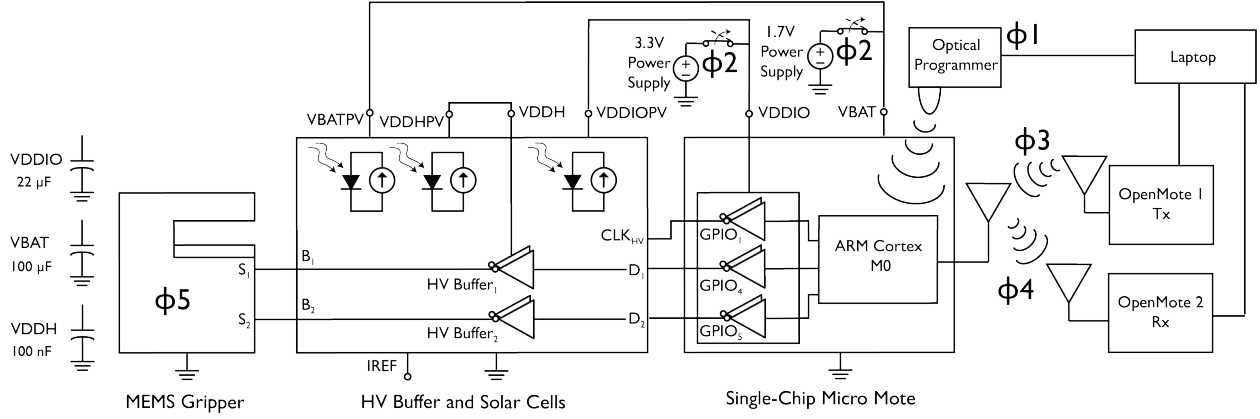 ϕ1
3.3V
Power
Supply
ϕ2
1.7V
Power
Supply
ϕ2
Optical
Programmer
Laptop
VBATPV
VDDHPV
VDDH
VDDIOPV
VDDIO
VBAT
VDDIO
22 µF
VBAT
100 µF
VDDH
100 nF
ϕ3
OpenMote 1
Tx
ϕ4
OpenMote 2
Rx
CLKHV
GPIO1
ARM Cortex
M0
S1
B1
HV Buffer1
D1
GPIO4
ϕ5
S2
B2
HV Buffer2
D2
GPIO5
IREF
MEMS Gripper
HV Buffer and Solar Cells
Single-Chip Micro Mote